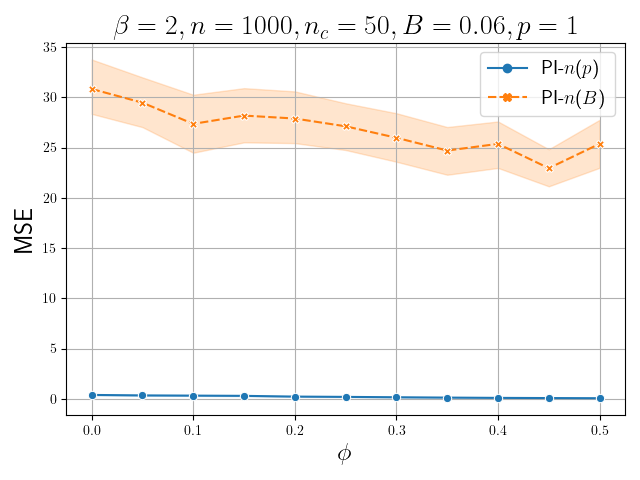 β = 2, n = 1000, n_c = 50, B = 0.06, p = 1
PI-n(p)
PI-n(B)
MSE
35
30
25
20
15
10
5
0
0.0 0.1 0.2 0.3 0.4 0.5
ϕ